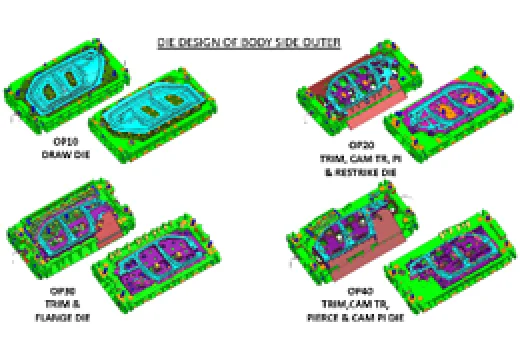 DIE DESIGN OF BODY SIDE OUTER
OP10
DRAW DIE
OP20
TRIM, CAM TR, PI
& RESTRIKE DIE
OP30
TRIM &
FLANGE DIE
OP40
TRIM,CAM TR,
PIERCE & CAM PI DIE